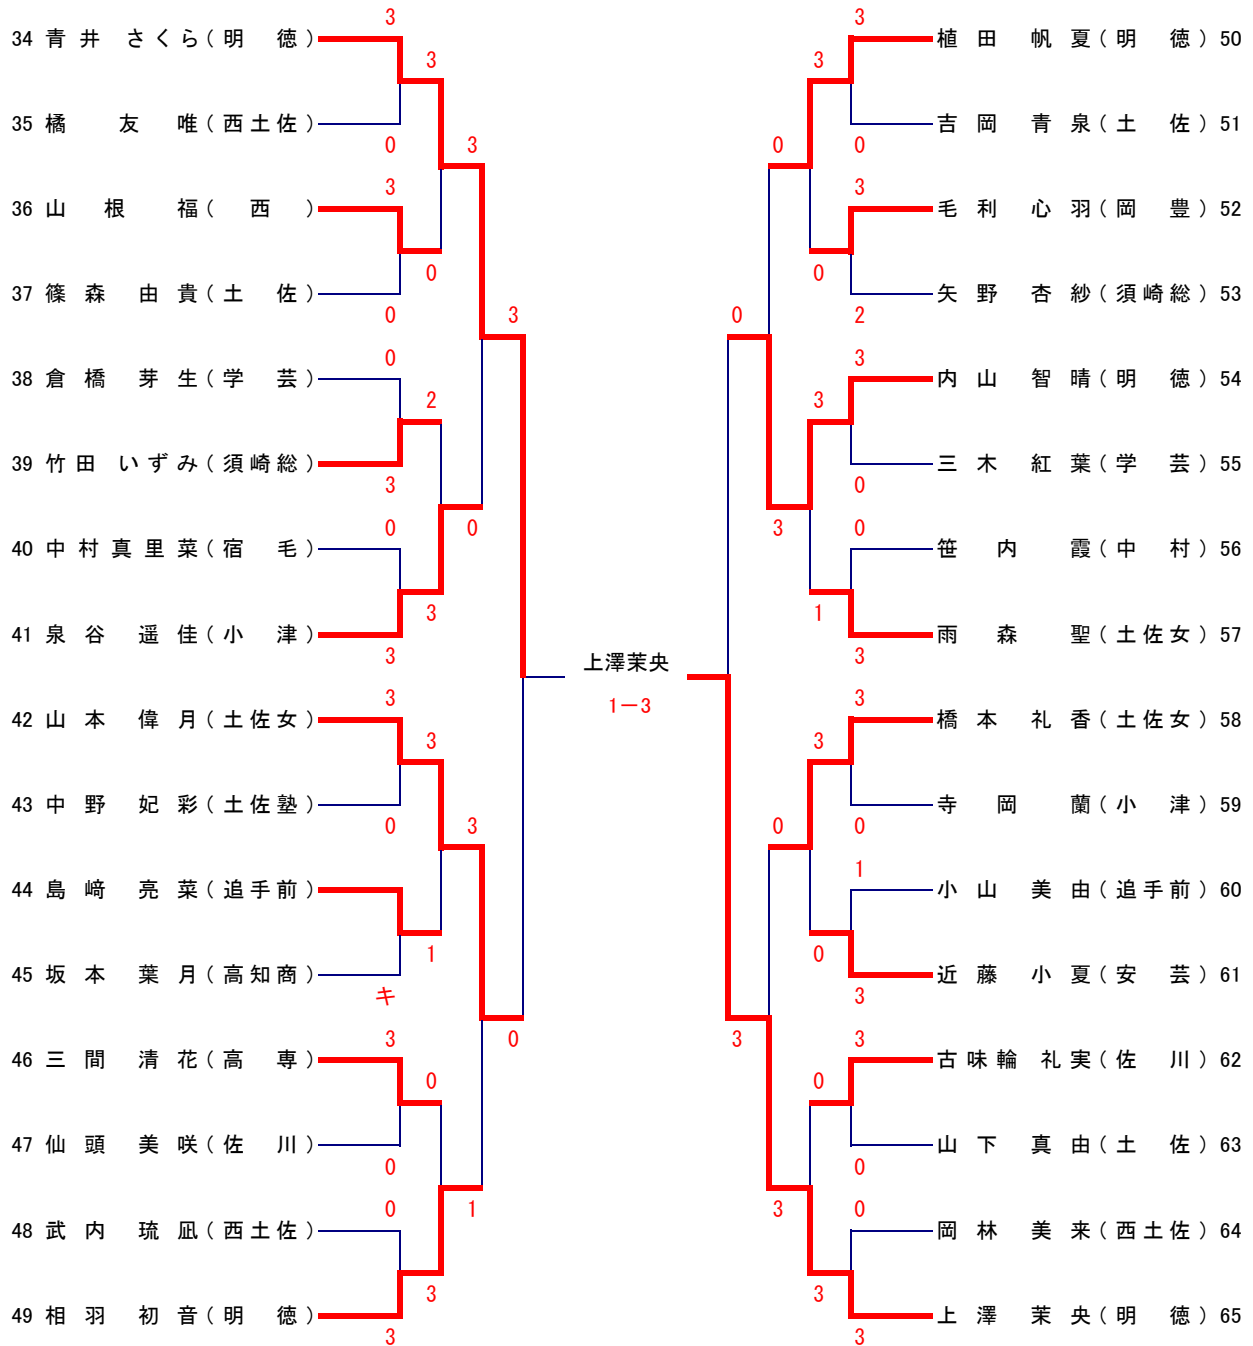 3 3
34 青井 さくら(明 徳) 植田 帆夏(明 徳)50
3 3
35 橘 友 唯(西土佐) 吉岡 青泉(土 佐)51
0 3 0 0
3 3
36 山 根 福( 西 ) 毛利 心羽(岡 豊)52
0 0
37 篠森 由貴(土 佐) 矢野 杏紗(須崎総)53
0 3 0 2
0 3
38 倉橋 芽生(学 芸) 内山 智晴(明 徳)54
2 3
39 竹田 いずみ(須崎総) 三木 紅葉(学 芸)55
3 0
0 0 3 0
40 中村真里菜(宿 毛) 笹 内 霞(中 村)56
3 1
41 泉谷 遥佳(小 津) 雨 森 聖(土佐女)57
3 3
上澤茉央
3 1-3 3
42 山本 偉月(土佐女) 橋本 礼香(土佐女)58
3 3
43 中野 妃彩(土佐塾) 寺 岡 蘭(小 津)59
0 3 0 0
1
44 島﨑 亮菜(追手前) 小山 美由(追手前)60
1 0
45 坂本 葉月(高知商) 近藤 小夏(安 芸)61
キ 3
3 0 3 3
46 三間 清花(高 専) 古味輪 礼実(佐 川)62
0 0
47 仙頭 美咲(佐 川) 山下 真由(土 佐)63
0 0
0 1 3 0
48 武内 琉凪(西土佐) 岡林 美来(西土佐)64
3 3
49 相羽 初音(明 徳) 上澤 茉央(明 徳)65
3 3